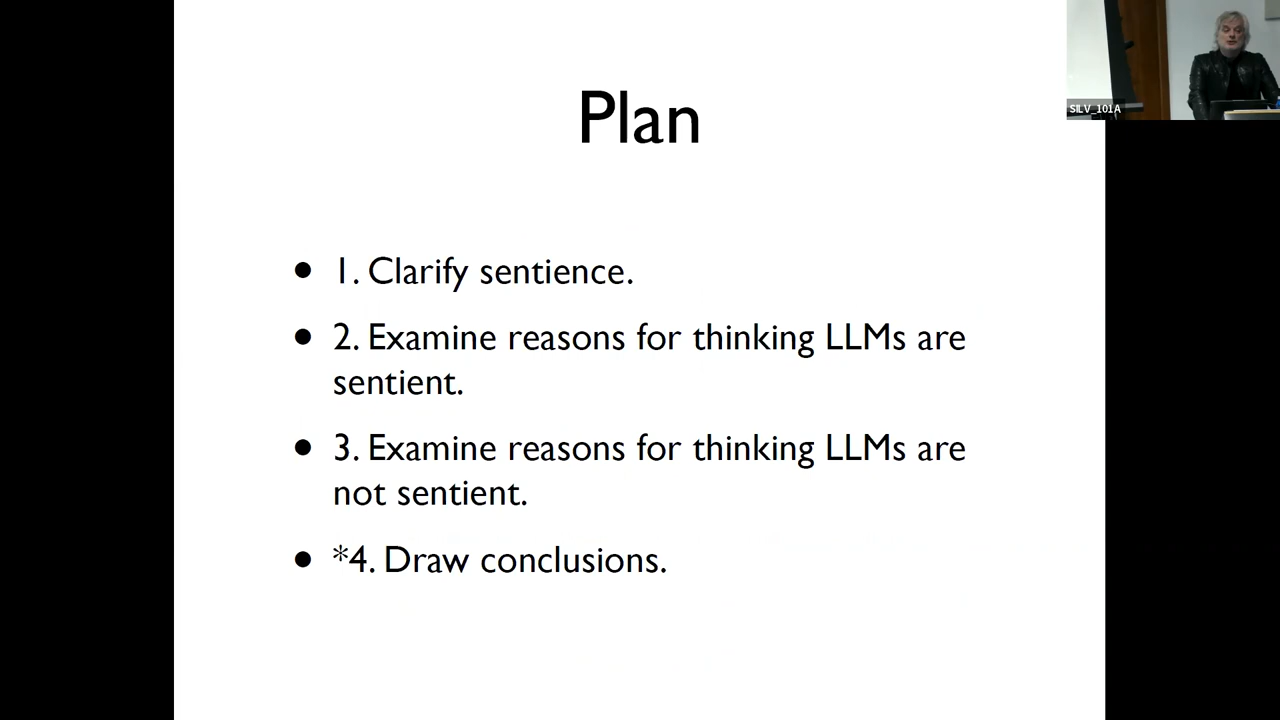 Plan
SILV_101A
• 1. Clarify sentience.
• 2. Examine reasons for thinking LLMs are
sentient.
• 3. Examine reasons for thinking LLMs are
not sentient.
• *4. Draw conclusions.